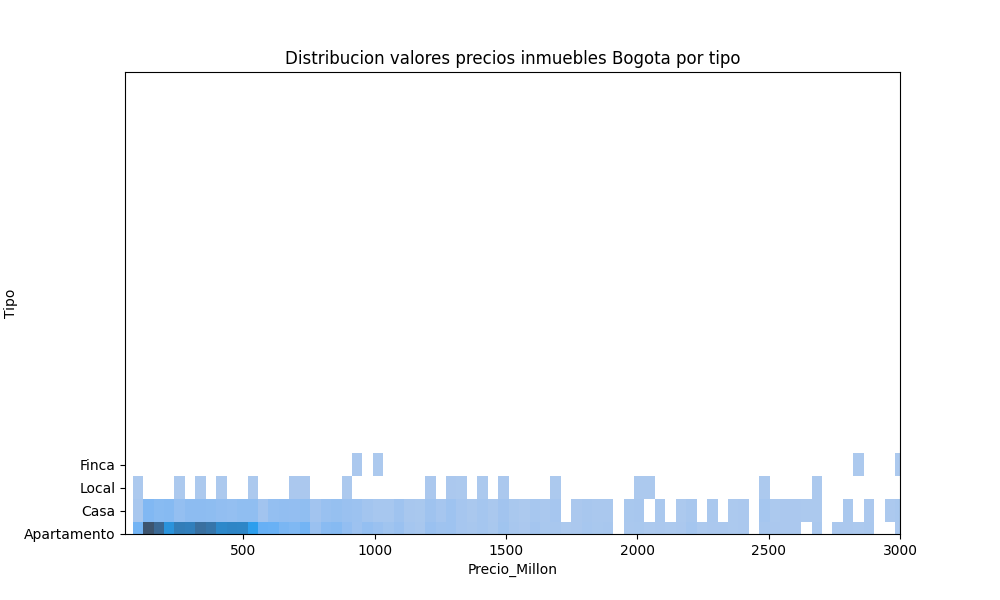 Distribucion valores precios inmuebles Bogota por tipo
Tipo
Finca
Local
Casa
Apartamento
500 1000 1500 2000 2500 3000
Precio_Millon